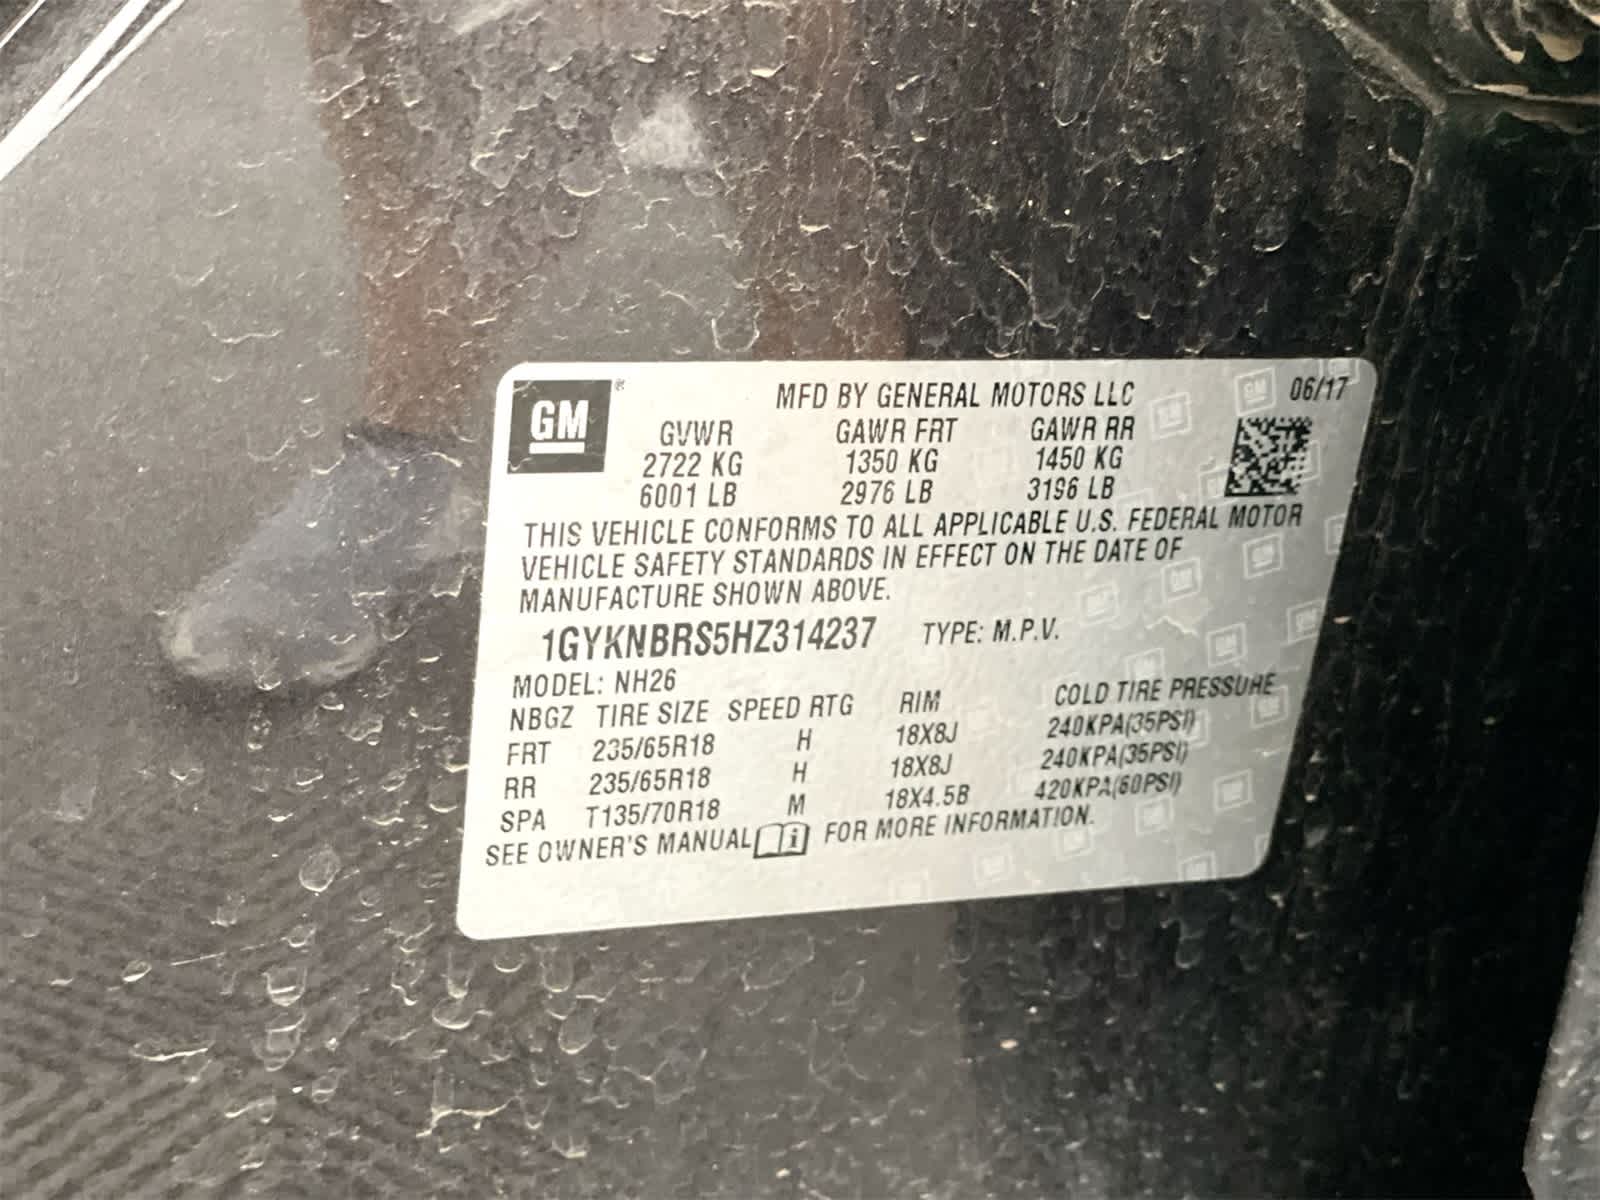 GM ® MFD BY GENERAL MOTORS LLC 06/17
GVWR GAWR FRT GAWR RR
2722 KG 1350 KG 1450 KG
6001 LB 2976 LB 3196 LB
THIS VEHICLE CONFORMS TO ALL APPLICABLE U.S. FEDERAL MOTOR
VEHICLE SAFETY STANDARDS IN EFFECT ON THE DATE OF
MANUFACTURE SHOWN ABOVE.
1GYKNBRS5HZ314237 TYPE: M.P.V.
MODEL: NH26
NBGZ TIRE SIZE SPEED RTG RIM COLD TIRE PRESSURE
FRT 235/65R18 H 18X8J 240KPA(35PSI)
RR 235/65R18 H 18X8J 240KPA(35PSI)
SPA T135/70R18 M 18X4.5B 420KPA(60PSI)
SEE OWNER'S MANUAL i FOR MORE INFORMATION.